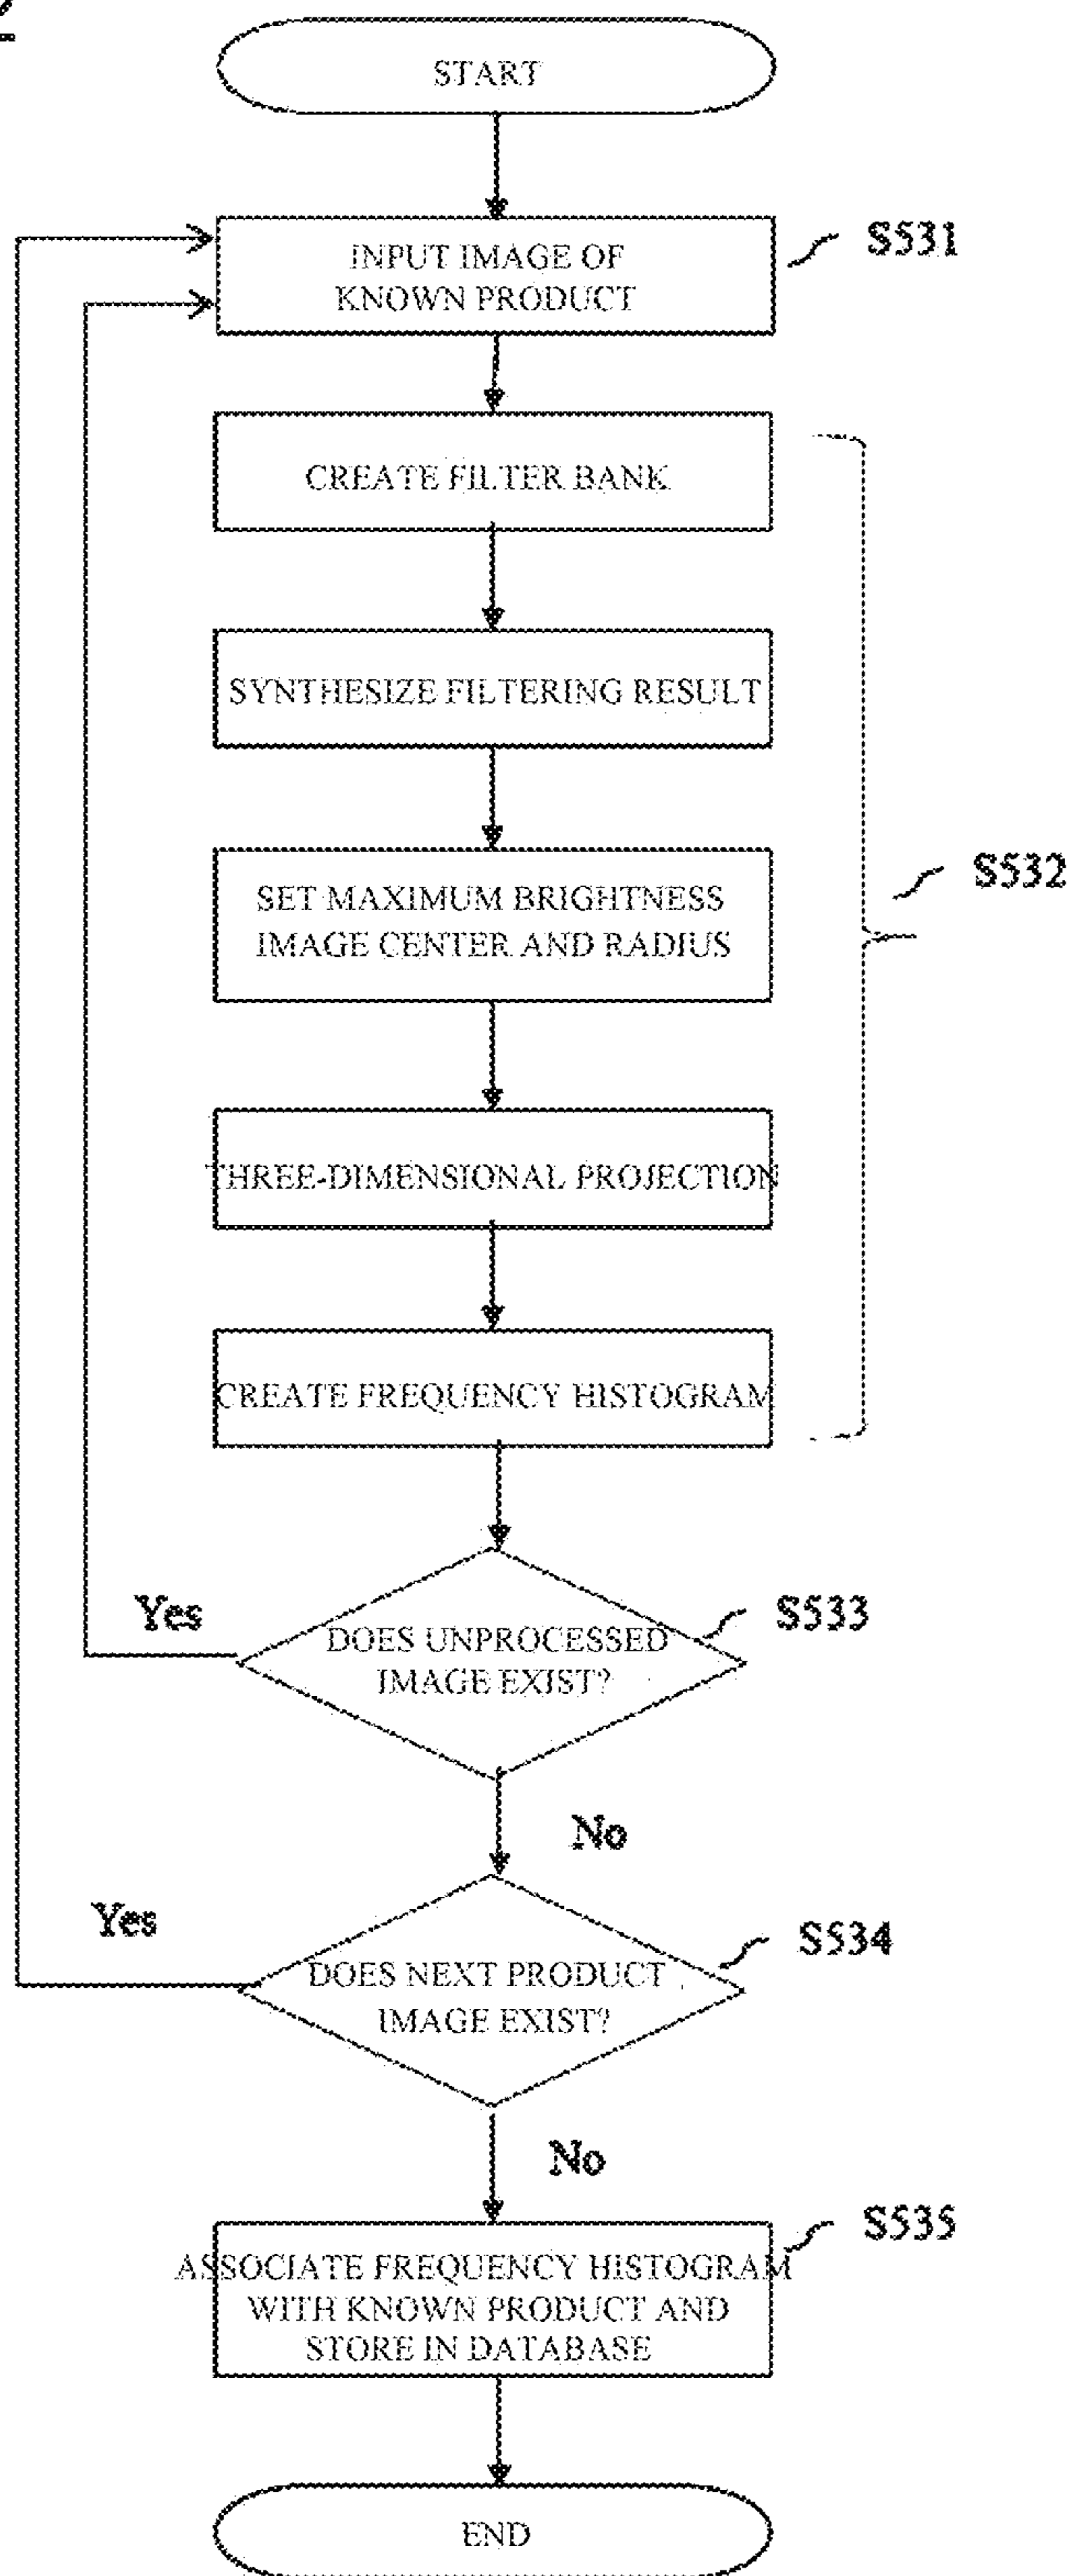 START
INPUT IMAGE OF
KNOWN PRODUCT
S531
CREATE FILTER BANK
SYNTHESIZE FILTERING RESULT
SET MAXIMUM BRIGHTNESS
IMAGE CENTER AND RADIUS
S532
THREE-DIMENSIONAL PROJECTION
CREATE FREQUENCY HISTOGRAM
Yes
DOES UNPROCESSED
IMAGE EXIST?
S533
No
Yes
DOES NEXT PRODUCT
IMAGE EXIST?
S534
No
ASSOCIATE FREQUENCY HISTOGRAM
WITH KNOWN PRODUCT AND
STORE IN DATABASE
S535
END